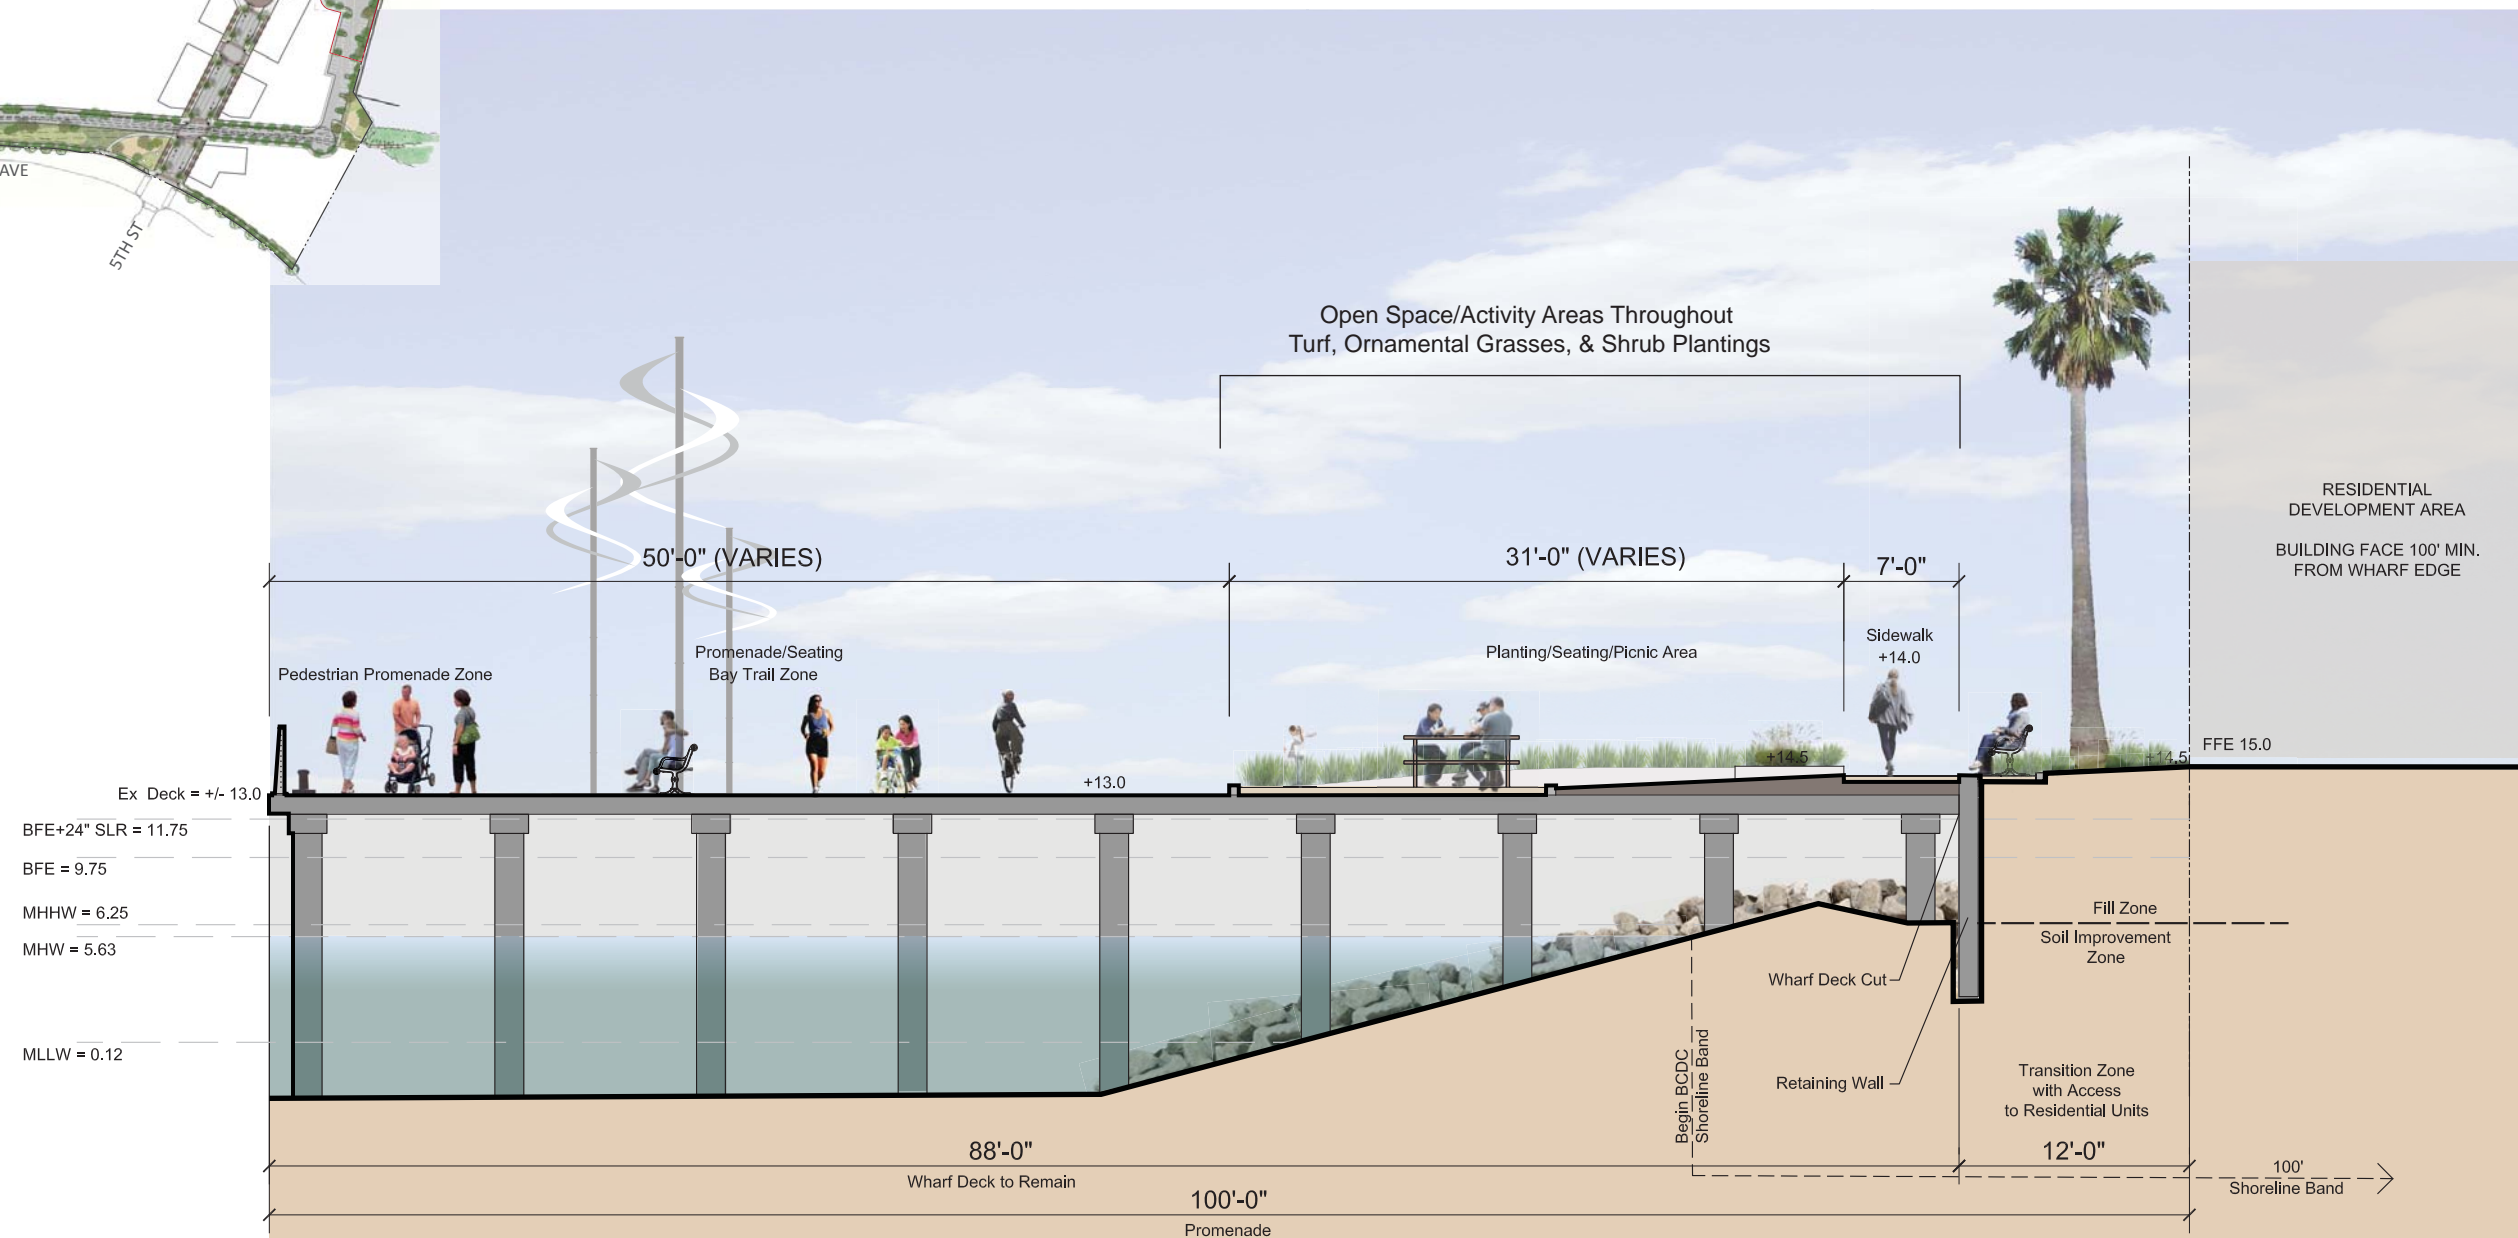 AVE
5TH ST
Open Space/Activity Areas Throughout
Turf, Ornamental Grasses, & Shrub Plantings
RESIDENTIAL
DEVELOPMENT AREA
BUILDING FACE 100' MIN.
FROM WHARF EDGE
50'-0" (VARIES)
31'-0" (VARIES)
7'-0"
Pedestrian Promenade Zone
Promenade/Seating
Bay Trail Zone
Planting/Seating/Picnic Area
Sidewalk
+14.0
+13.0
+14.5
+14.5
FFE 15.0
Ex Deck = +/- 13.0
BFE+24" SLR = 11.75
BFE = 9.75
MHHW = 6.25
MHW = 5.63
MLLW = 0.12
Fill Zone
Soil Improvement
Zone
Wharf Deck Cut
Retaining Wall
Begin BCDC
Shoreline Band
Transition Zone
with Access
to Residential Units
88'-0"
Wharf Deck to Remain
12'-0"
100'
Shoreline Band
100'-0"
Promenade